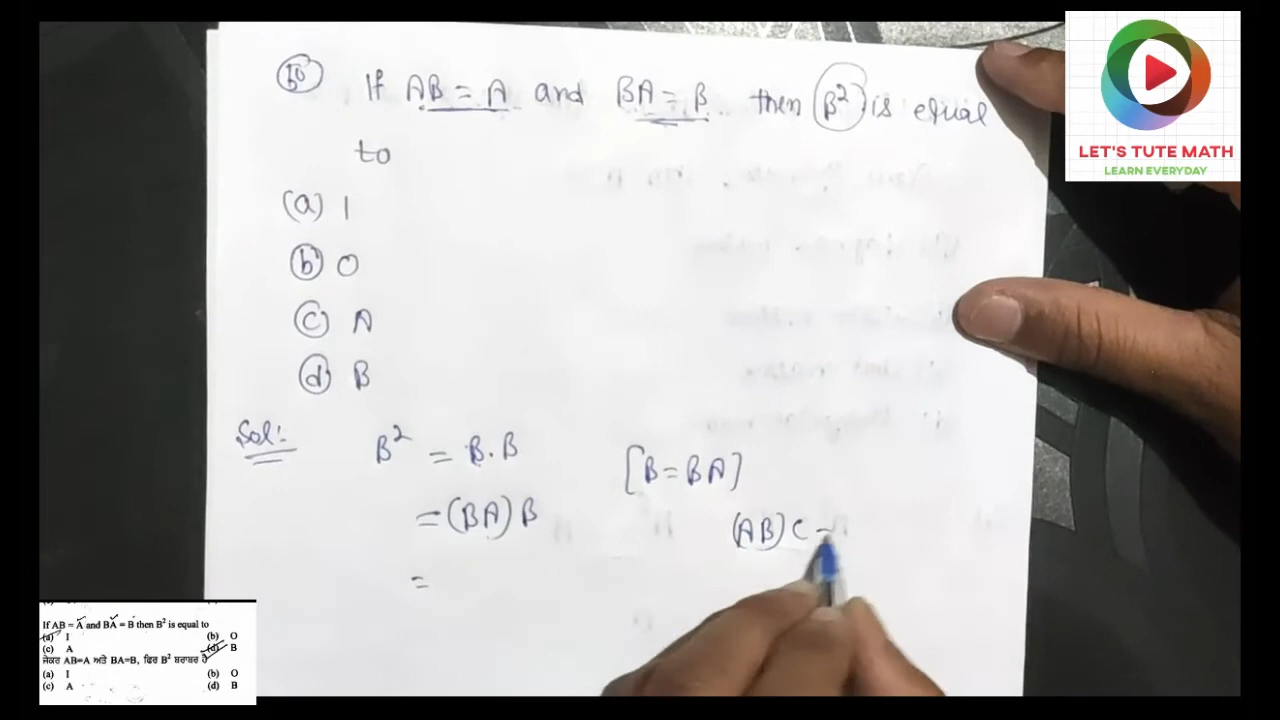 10 If AB = A and BA = B then B² is equal
to
(a) I
(b) O
(c) A
(d) B
Sol:
B² = B.B [B = BA]
= (BA) B
(AB) C =
=
LET'S TUTE MATH
LEARN EVERYDAY
If AB = A and BA = B then B² is equal to
(a) I (b) O
(c) A (d) B
ਜੇਕਰ AB=A ਅਤੇ BA=B, ਫਿਰ B² ਬਰਾਬਰ ਹੈ
(a) I (b) O
(c) A (d) B